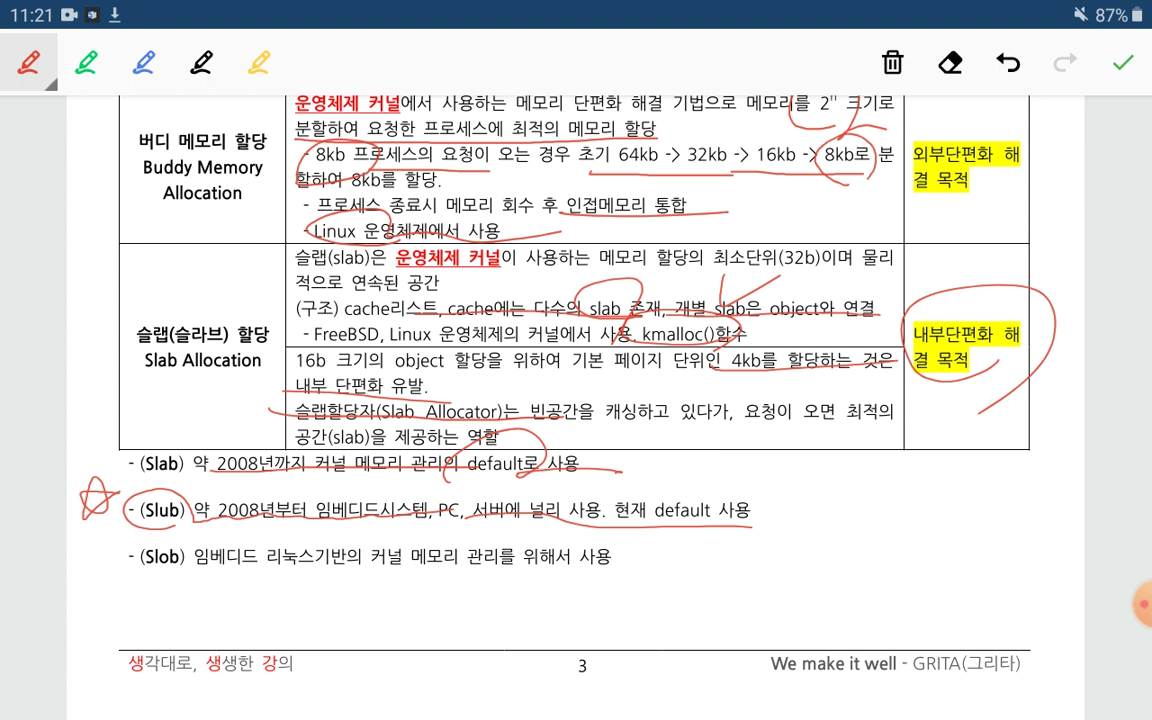 11:21
87%
운영체제 커널에서 사용하는 메모리 단편화 해결 기법으로 메모리를 2ⁿ 크기로
분할하여 요청한 프로세스에 최적의 메모리 할당
버디 메모리 할당
Buddy Memory
Allocation
- 8kb 프로세스의 요청이 오는 경우 초기 64kb -> 32kb -> 16kb -> 8kb로 분
할하여 8kb를 할당.
- 프로세스 종료시 메모리 회수 후 인접메모리 통합
- Linux 운영체제에서 사용
외부단편화 해
결 목적
슬랩(slab)은 운영체제 커널이 사용하는 메모리 할당의 최소단위(32b)이며 물리
적으로 연속된 공간
(구조) cache리스트, cache에는 다수의 slab 존재, 개별 slab은 object와 연결
- FreeBSD, Linux 운영체제의 커널에서 사용. kmalloc()함수
슬랩(슬라브) 할당
Slab Allocation
16b 크기의 object 할당을 위하여 기본 페이지 단위인 4kb를 할당하는 것은
내부 단편화 유발.
슬랩할당자(Slab Allocator)는 빈공간을 캐싱하고 있다가, 요청이 오면 최적의
공간(slab)을 제공하는 역할
내부단편화 해
결 목적
- (Slab) 약 2008년까지 커널 메모리 관리의 default로 사용
- (Slub) 약 2008년부터 임베디드시스템, PC, 서버에 널리 사용. 현재 default 사용
- (Slob) 임베디드 리눅스기반의 커널 메모리 관리를 위해서 사용
생각대로, 생생한 강의
3
We make it well - GRITA(그리타)